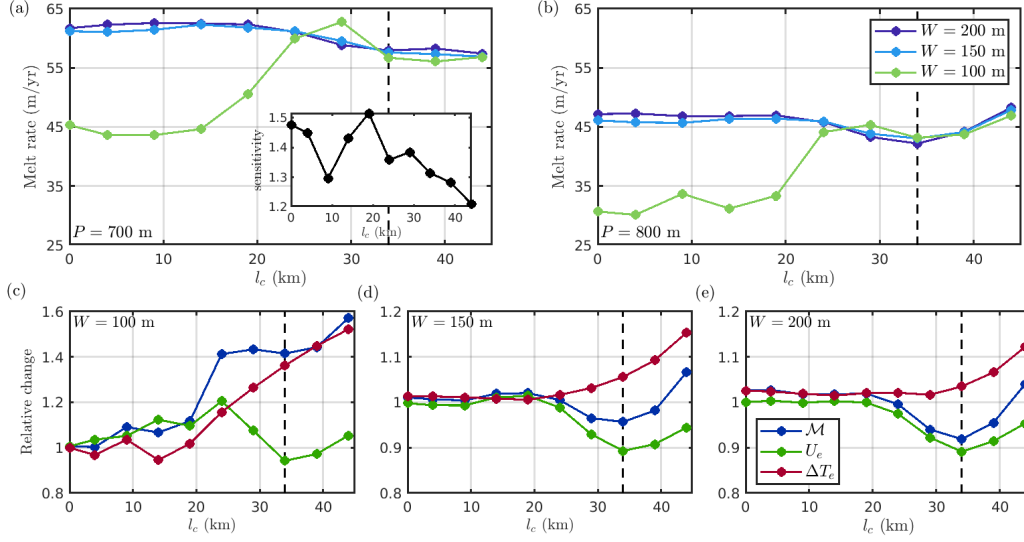 (a)
65
55
45
35
25
Melt rate (m/yr)
P = 700 m
0 10 20 30 40
l_c (km)
1.5
1.4
1.3
1.2
sensitivity
0 10 20 30 40
l_c (km)
(b)
65
55
45
35
25
Melt rate (m/yr)
W = 200 m
W = 150 m
W = 100 m
P = 800 m
0 10 20 30 40
l_c (km)
(c)
1.6
1.4
1.2
1.0
0.8
Relative change
W = 100 m
0 10 20 30 40
l_c (km)
(d)
1.2
1.1
1.0
0.9
0.8
W = 150 m
0 10 20 30 40
l_c (km)
(e)
1.2
1.1
1.0
0.9
0.8
W = 200 m
ℳ
U_e
ΔT_e
0 10 20 30 40
l_c (km)